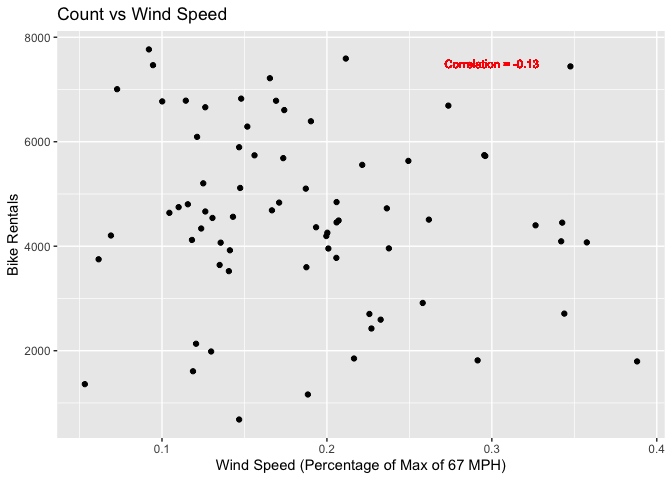 Count vs Wind Speed
8000
Correlation = -0.13
6000
Bike Rentals
4000
2000
0.1 0.2 0.3 0.4
Wind Speed (Percentage of Max of 67 MPH)